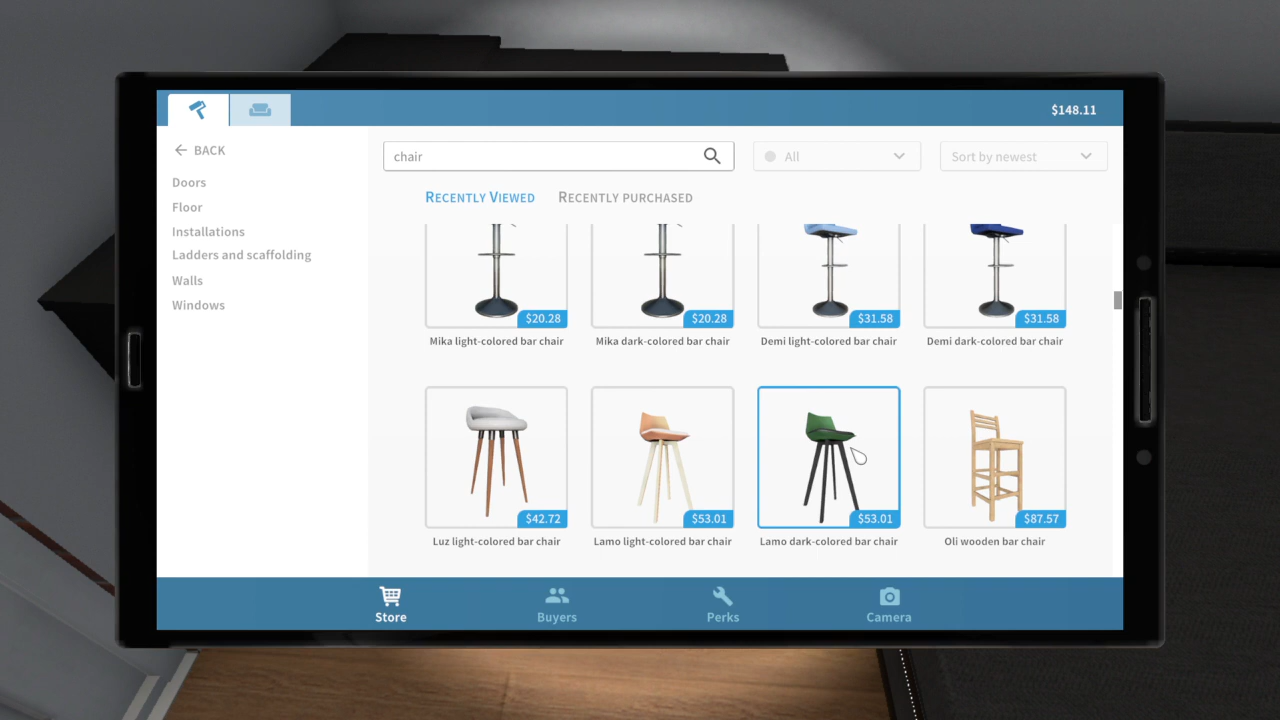 $148.11
BACK
chair
All
Sort by newest
Doors
Floor
Installations
Ladders and scaffolding
Walls
Windows
RECENTLY VIEWED
RECENTLY PURCHASED
$20.28
$20.28
$31.58
$31.58
Mika light-colored bar chair
Mika dark-colored bar chair
Demi light-colored bar chair
Demi dark-colored bar chair
$42.72
$53.01
$53.01
$87.57
Luz light-colored bar chair
Lamo light-colored bar chair
Lamo dark-colored bar chair
Oli wooden bar chair
Store
Buyers
Perks
Camera